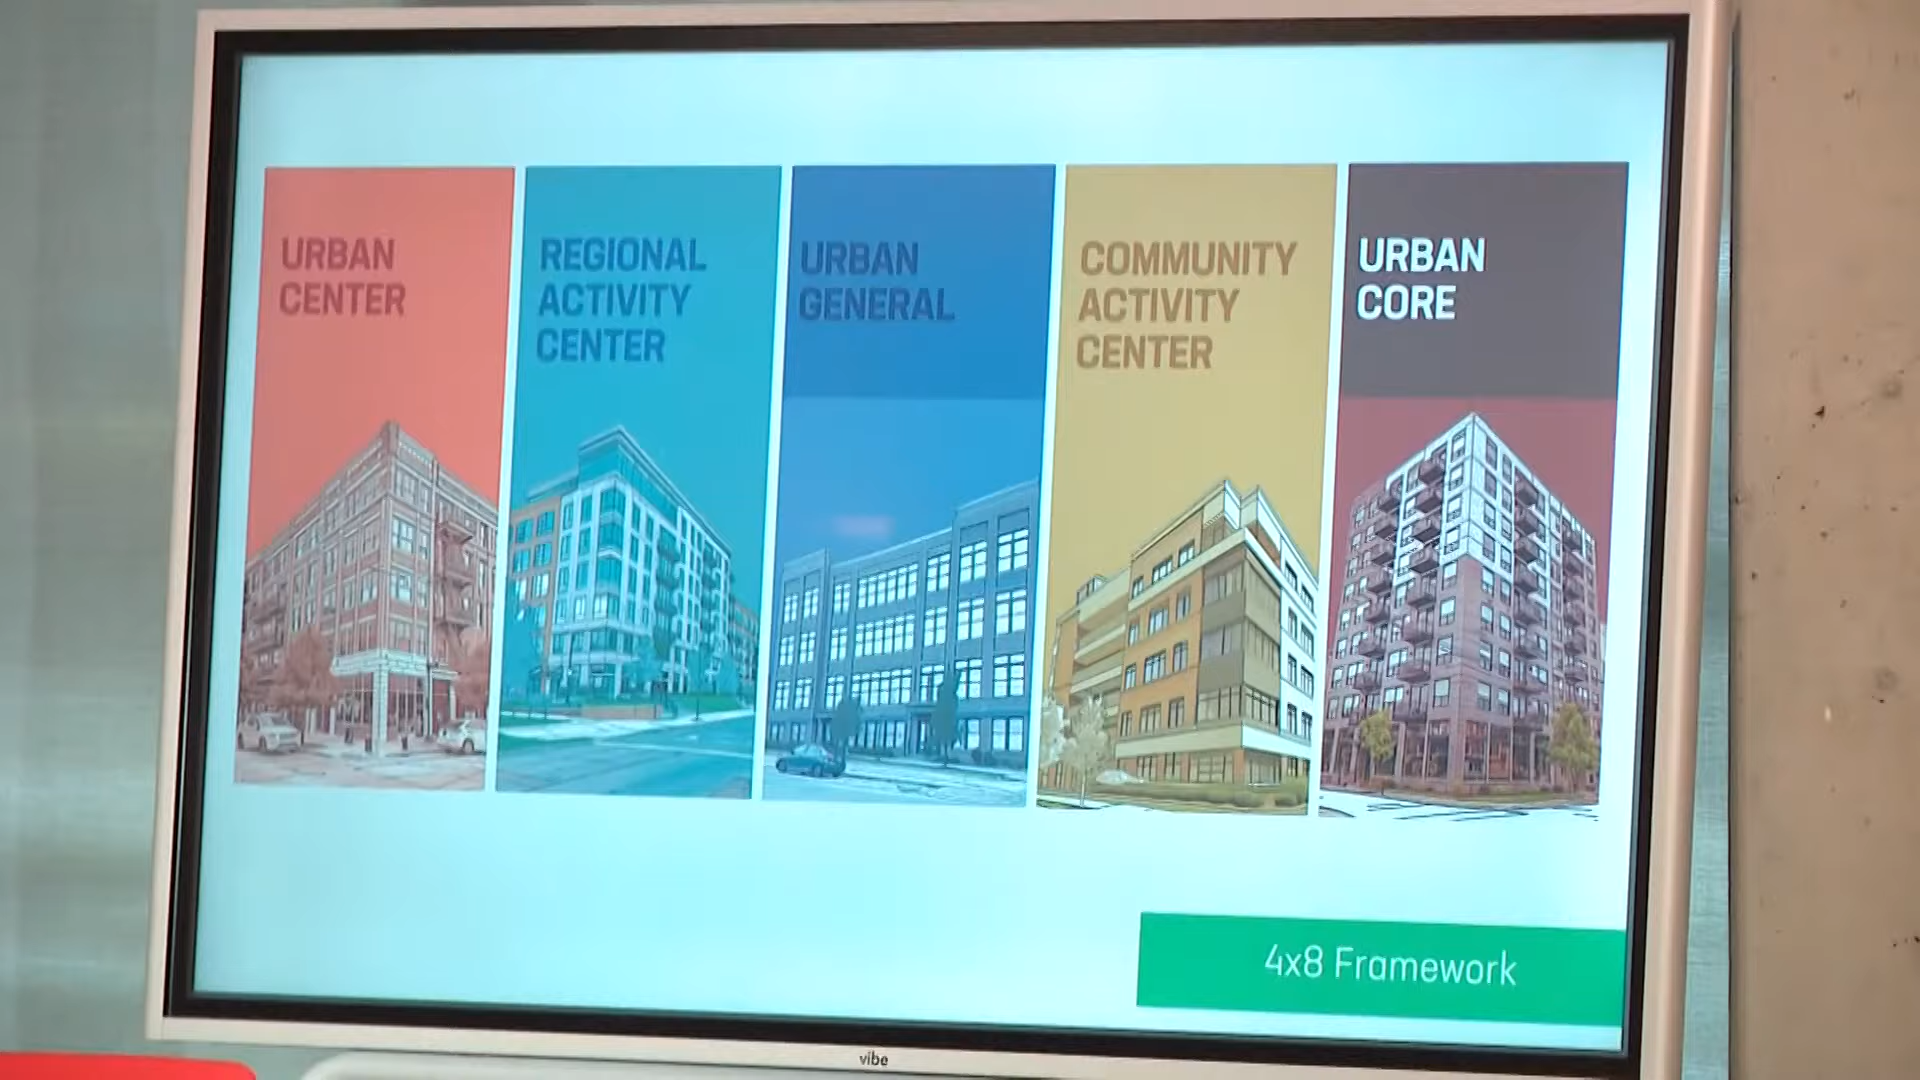 URBAN
CENTER
REGIONAL
ACTIVITY
CENTER
URBAN
GENERAL
COMMUNITY
ACTIVITY
CENTER
URBAN
CORE
4x8 Framework
vibe